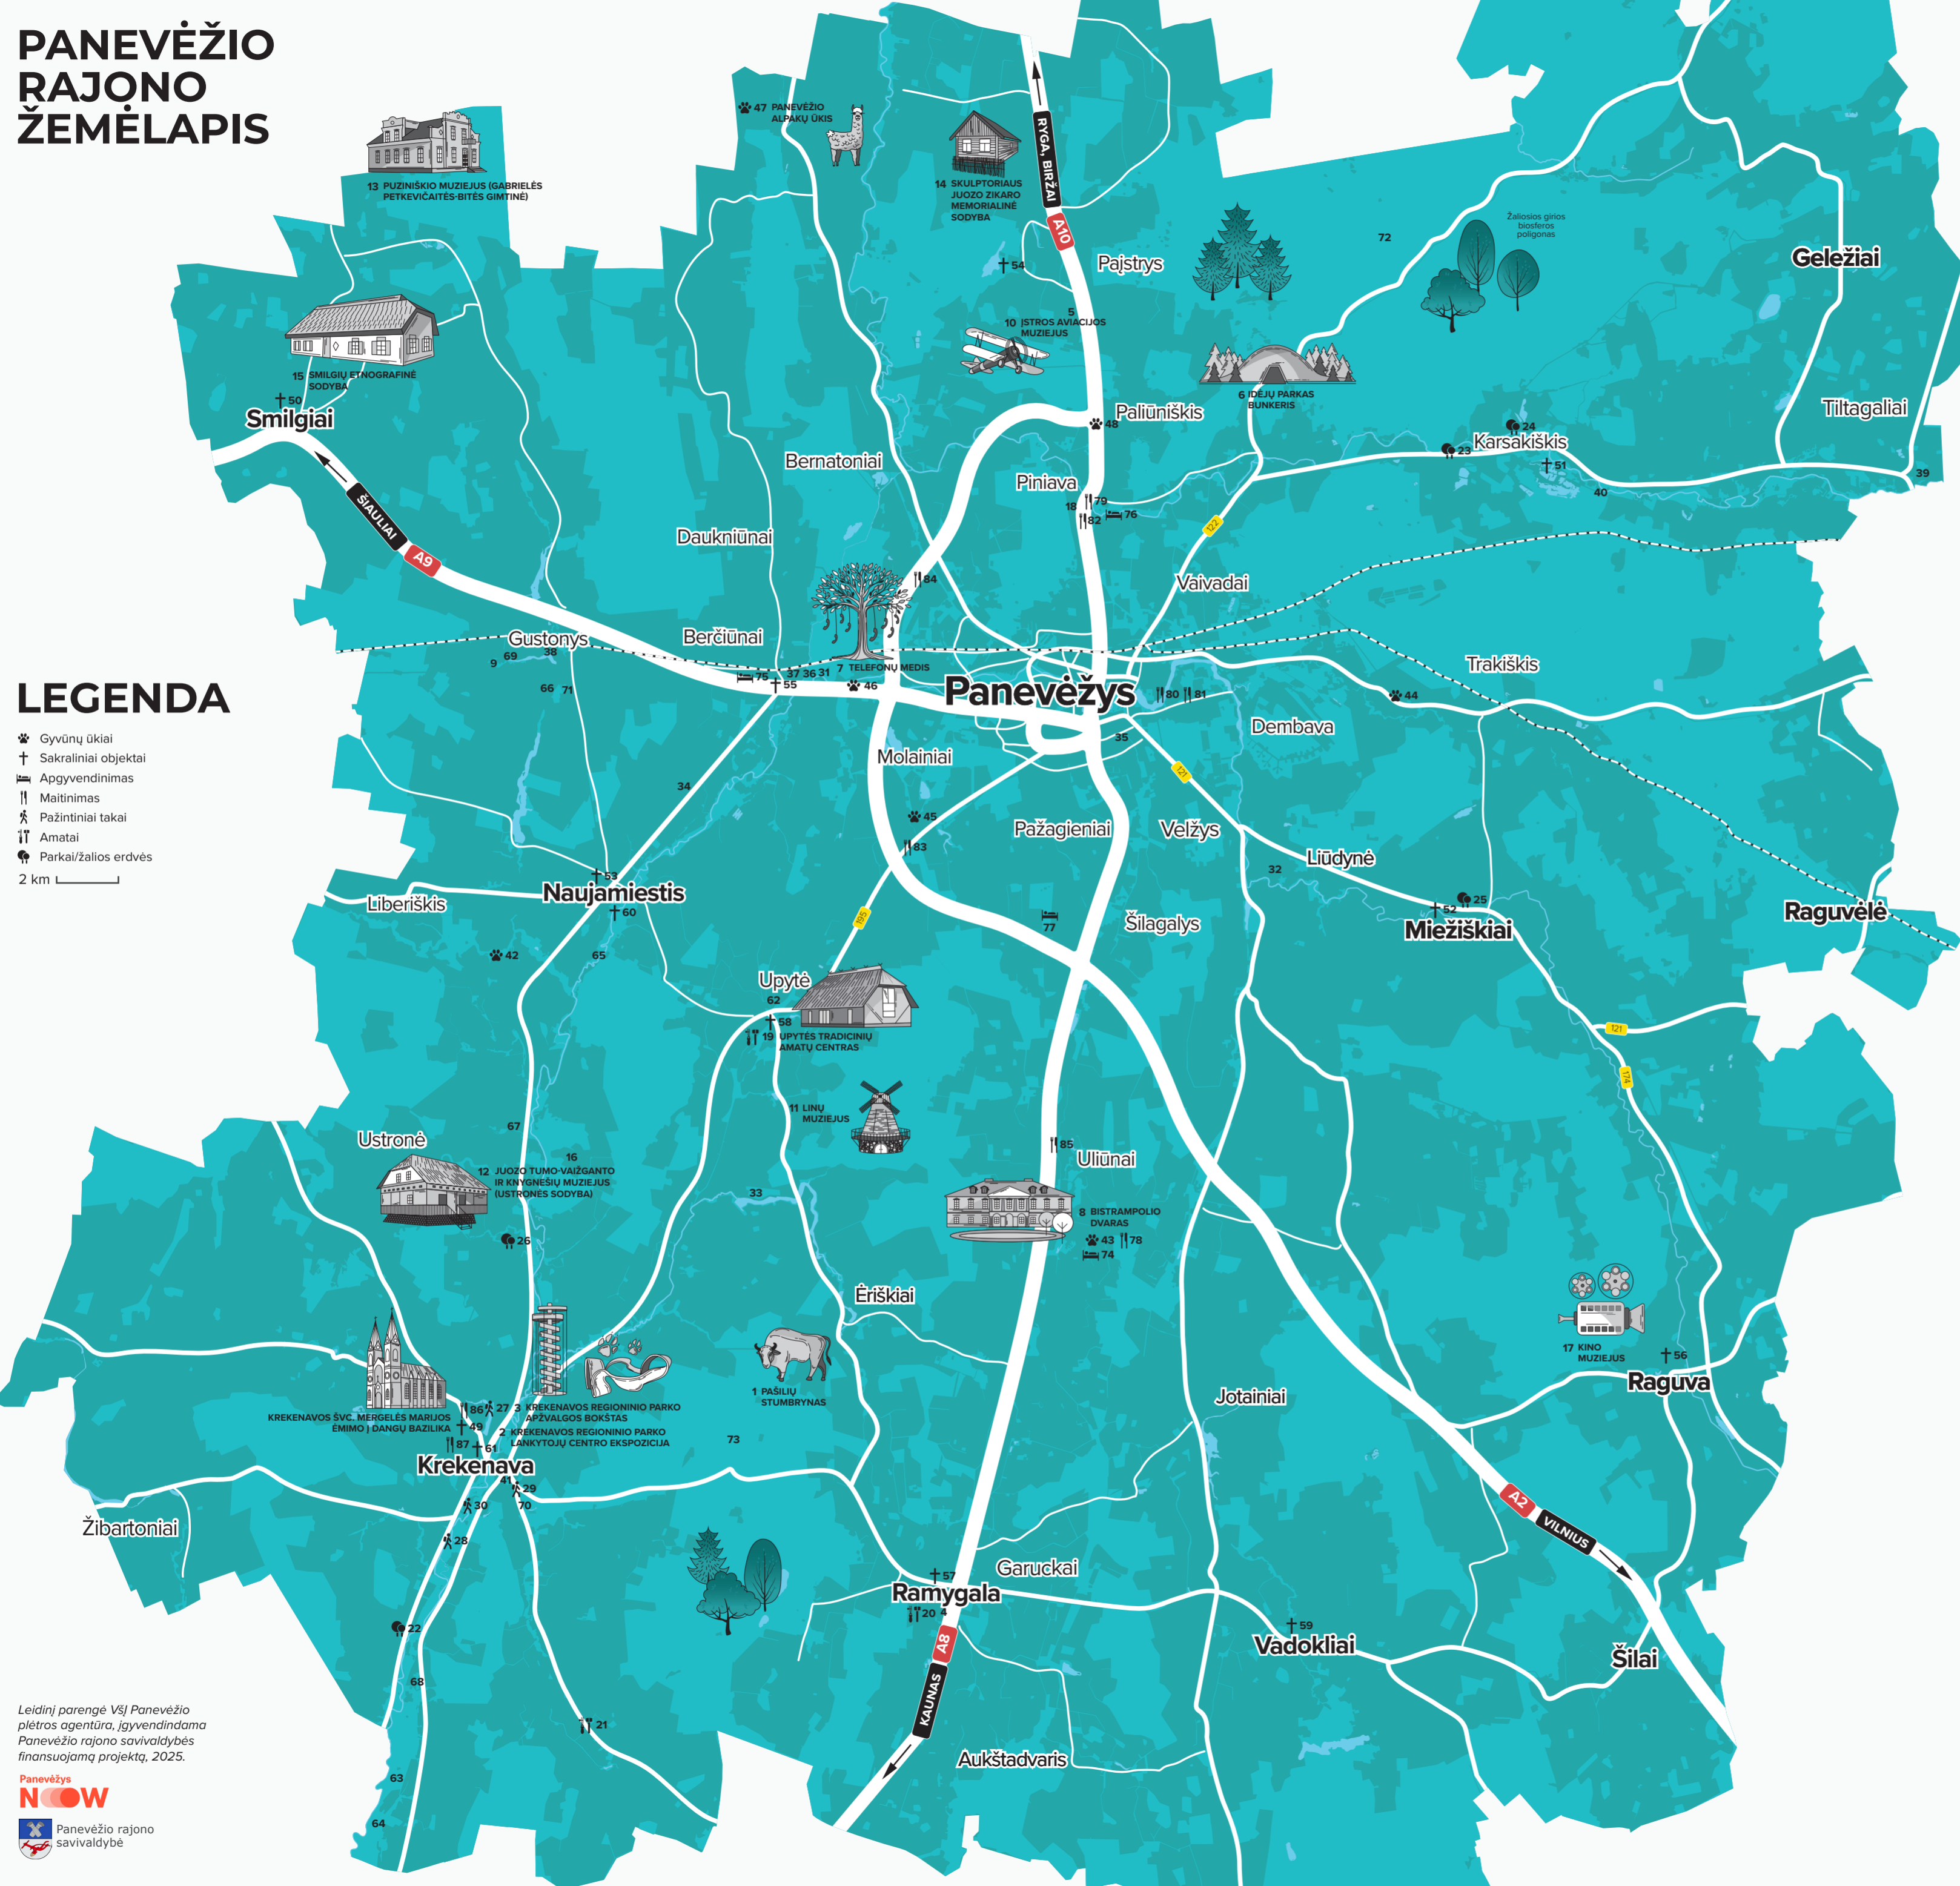 PANEVĖŽIO
RAJONO
ŽEMĖLAPIS
47 PANEVĖŽIO
ALPAKŲ ŪKIS
13 PUZINIŠKIO MUZIEJUS (GABRIELĖS
PETKEVIČAITĖS-BITĖS GIMTINĖ)
14 SKULPTORIAUS
JUOZO ZIKARO
MEMORIALINĖ
SODYBA
RYGA, BIRŽAI
A10
54
Pajstrys
72
Žaliosios girios
biosferos
poligonas
Geležiai
5
10 ĮSTROS AVIACIJOS
MUZIEJUS
15 SMILGIŲ ETNOGRAFINĖ
SODYBA
50
Smilgiai
6 IDĖJŲ PARKAS
BUNKERIS
Paliūniškis
48
Tiltagaliai
24
23
Karsakiškis
51
40
39
Bernatoniai
Piniava
79
18
82
76
122
ŠIAULIAI
A9
Daukniūnai
84
Vaivadai
Gustonys
Berčiūnai
9
69
38
66
71
7 TELEFONŲ MEDIS
37 36 31
75
55
46
Panevėžys
80
81
Trakiškis
44
Dembava
35
LEGENDA
Gyvūnų ūkiai
Sakraliniai objektai
Apgyvendinimas
Maitinimas
Pažintiniai takai
Amatai
Parkai/žalios erdvės
2 km
Molainiai
121
34
45
83
Pažagieniai
Velžys
Liūdynė
32
53
Naujamiestis
60
Liberiškis
195
77
Šilagalys
52
25
Miežiškiai
Raguvėlė
42
65
Upytė
62
58
19 UPYTĖS TRADICINIŲ
AMATŲ CENTRAS
121
174
11 LINŲ
MUZIEJUS
67
Ustronė
16
12 JUOZO TUMO-VAIŽGANTO
IR KNYGNEŠIŲ MUZIEJUS
(USTRONĖS SODYBA)
85
Uliūnai
33
8 BISTRAMPOLIO
DVARAS
43
78
74
26
Ėriškiai
17 KINO
MUZIEJUS
56
Raguva
1 PAŠILIŲ
STUMBRYNAS
Jotainiai
86
27
3 KREKENAVOS REGIONINIO PARKO
APŽVALGOS BOKŠTAS
KREKENAVOS ŠVC. MERGELĖS MARIJOS
ĖMIMO Į DANGŲ BAZILIKA
49
2 KREKENAVOS REGIONINIO PARKO
LANKYTOJŲ CENTRO EKSPOZICIJA
87
61
73
Krekenava
41
29
30
70
28
Žibartoniai
A2
VILNIUS
57
Garuckai
Ramygala
20
4
59
Vadokliai
Šilai
22
A8
KAUNAS
68
21
Aukštadvaris
63
64
Leidinį parengė VšĮ Panevėžio
plėtros agentūra, įgyvendindama
Panevėžio rajono savivaldybės
finansuojamą projektą, 2025.
Panevėžys
NOW
Panevėžio rajono
savivaldybė